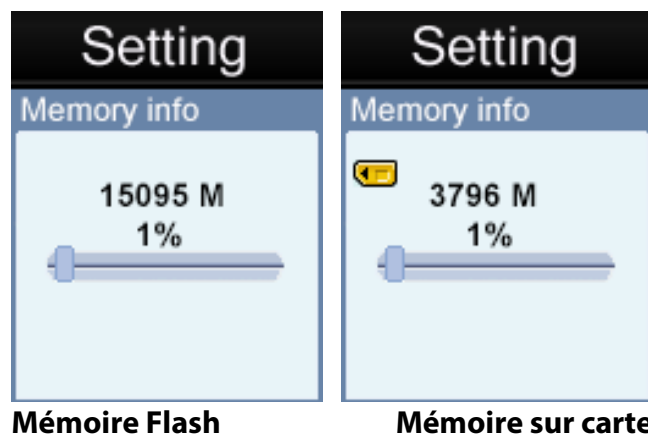 Setting
Memory info
15095 M
1%
Mémoire Flash
Setting
Memory info
3796 M
1%
Mémoire sur carte